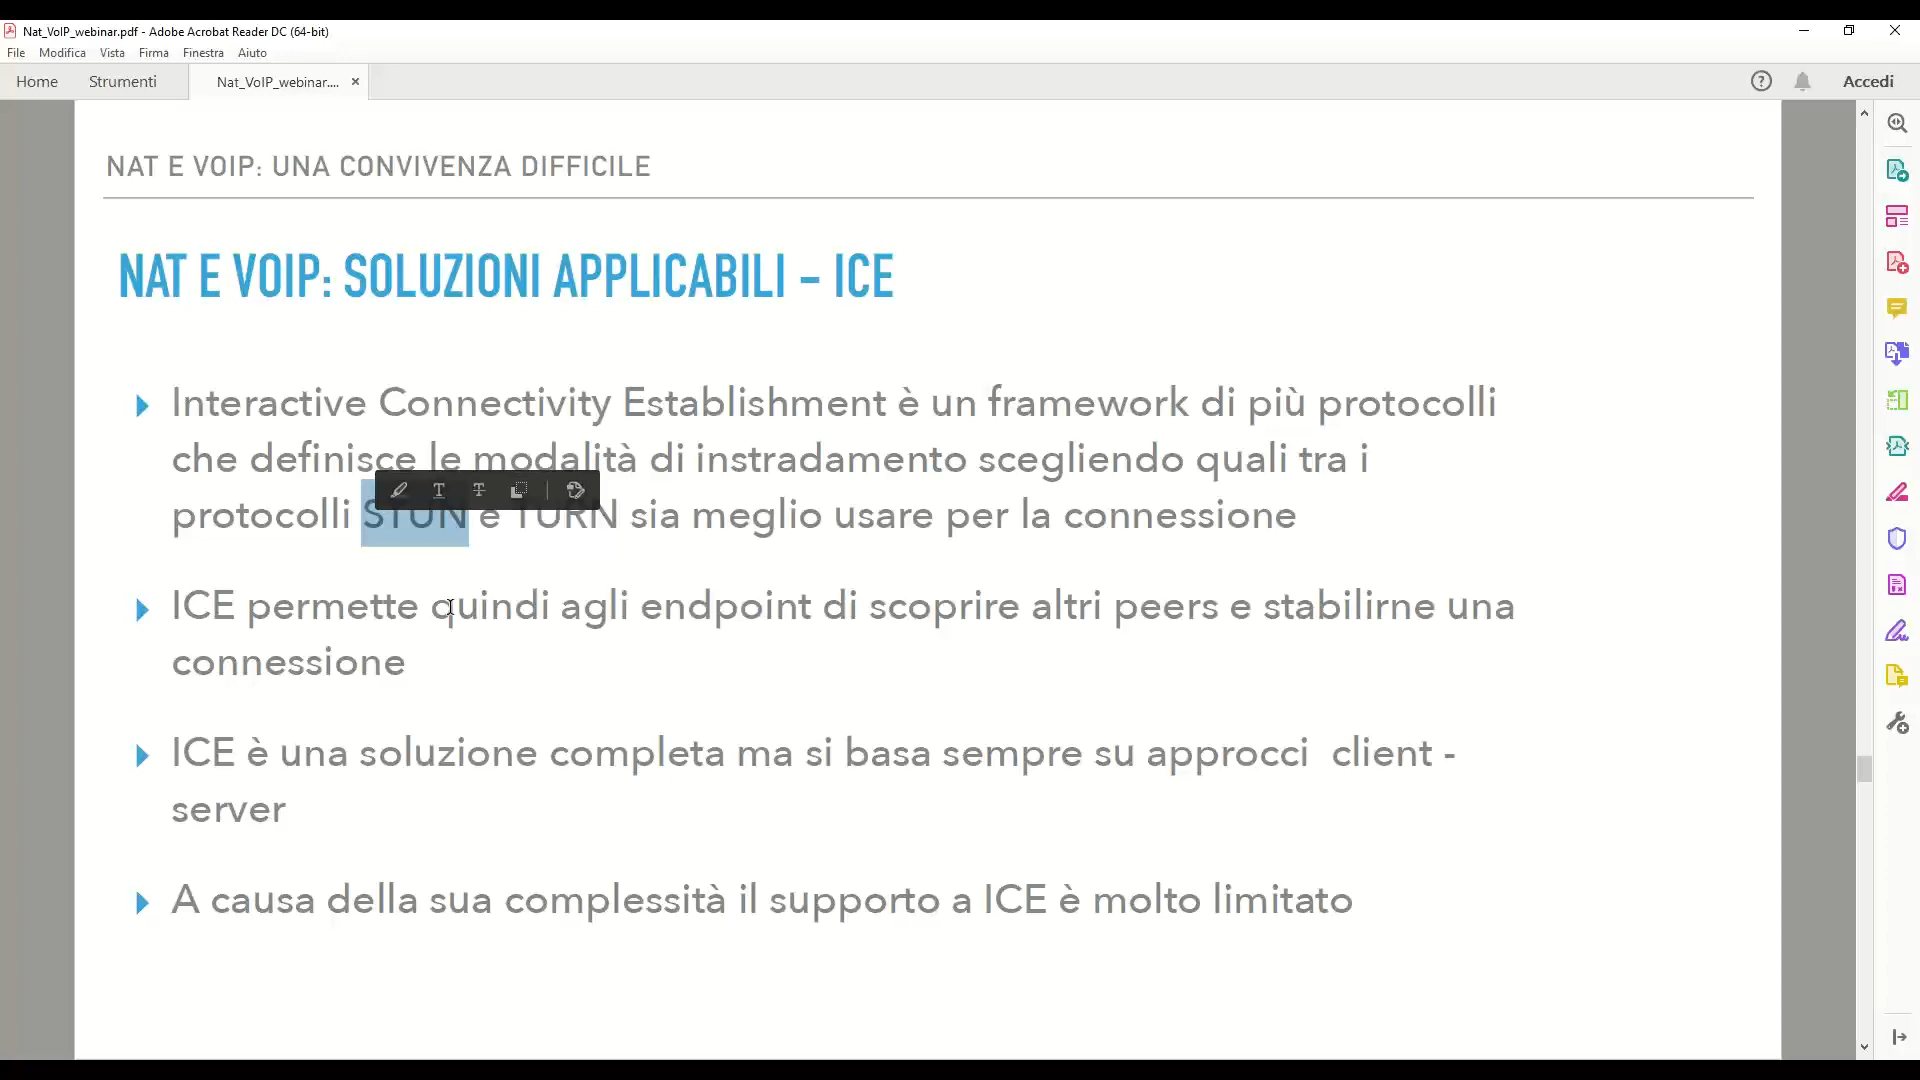 Nat_VoIP_webinar.pdf - Adobe Acrobat Reader DC (64-bit)
File Modifica Vista Firma Finestra Aiuto
Home Strumenti Nat_VoIP_webinar.... × Accedi
NAT E VOIP: UNA CONVIVENZA DIFFICILE
NAT E VOIP: SOLUZIONI APPLICABILI – ICE
Interactive Connectivity Establishment è un framework di più protocolli
che definisce le modalità di instradamento scegliendo quali tra i
protocolli STUN e TURN sia meglio usare per la connessione
ICE permette quindi agli endpoint di scoprire altri peers e stabilirne una
connessione
ICE è una soluzione completa ma si basa sempre su approcci client -
server
A causa della sua complessità il supporto a ICE è molto limitato